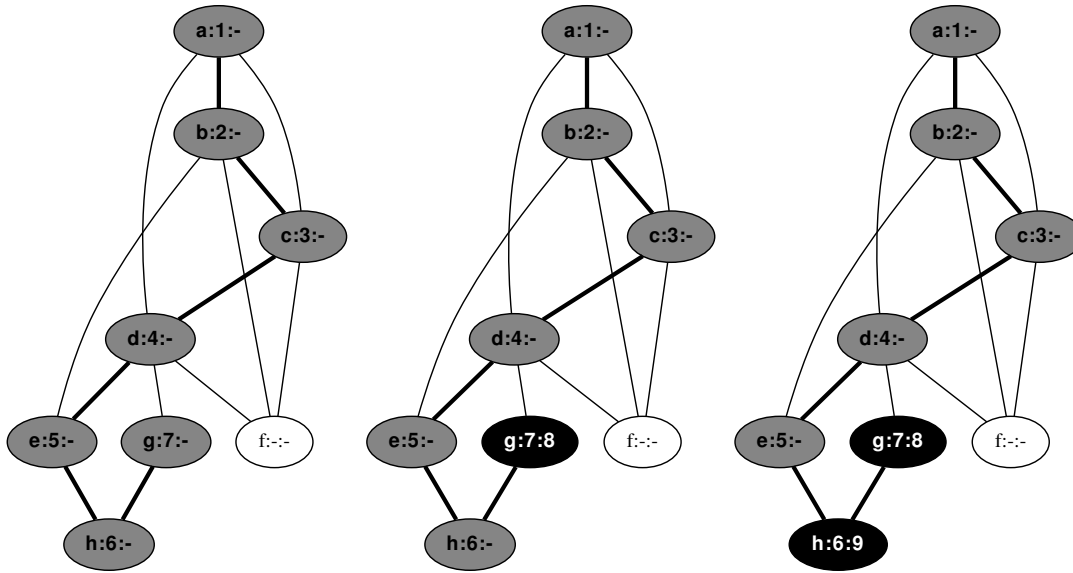 a:1:-
b:2:-
c:3:-
d:4:-
e:5:-
g:7:-
f:-:-
h:6:-
a:1:-
b:2:-
c:3:-
d:4:-
e:5:-
g:7:8
f:-:-
h:6:-
a:1:-
b:2:-
c:3:-
d:4:-
e:5:-
g:7:8
f:-:-
h:6:9